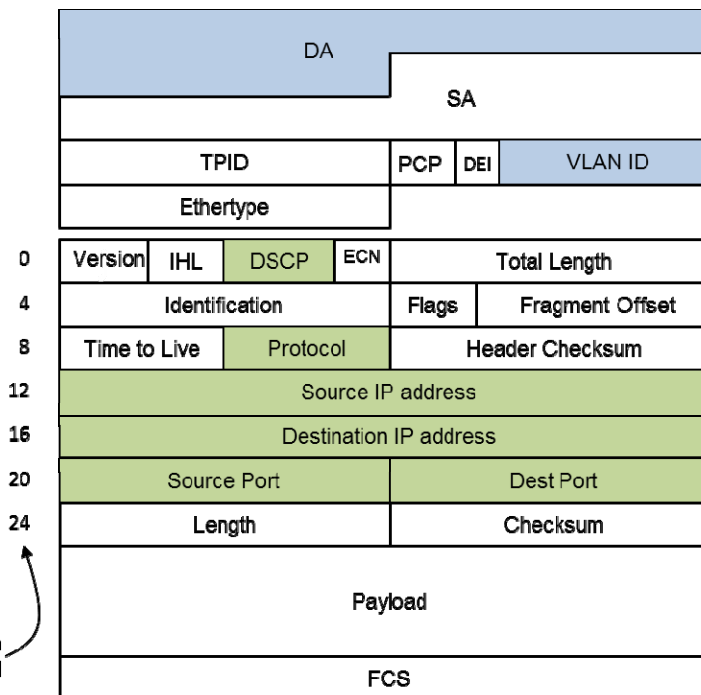 DA
SA
TPID PCP DEI VLAN ID
Ethertype
0 Version IHL DSCP ECN Total Length
4 Identification Flags Fragment Offset
8 Time to Live Protocol Header Checksum
12 Source IP address
16 Destination IP address
20 Source Port Dest Port
24 Length Checksum
Payload
FCS